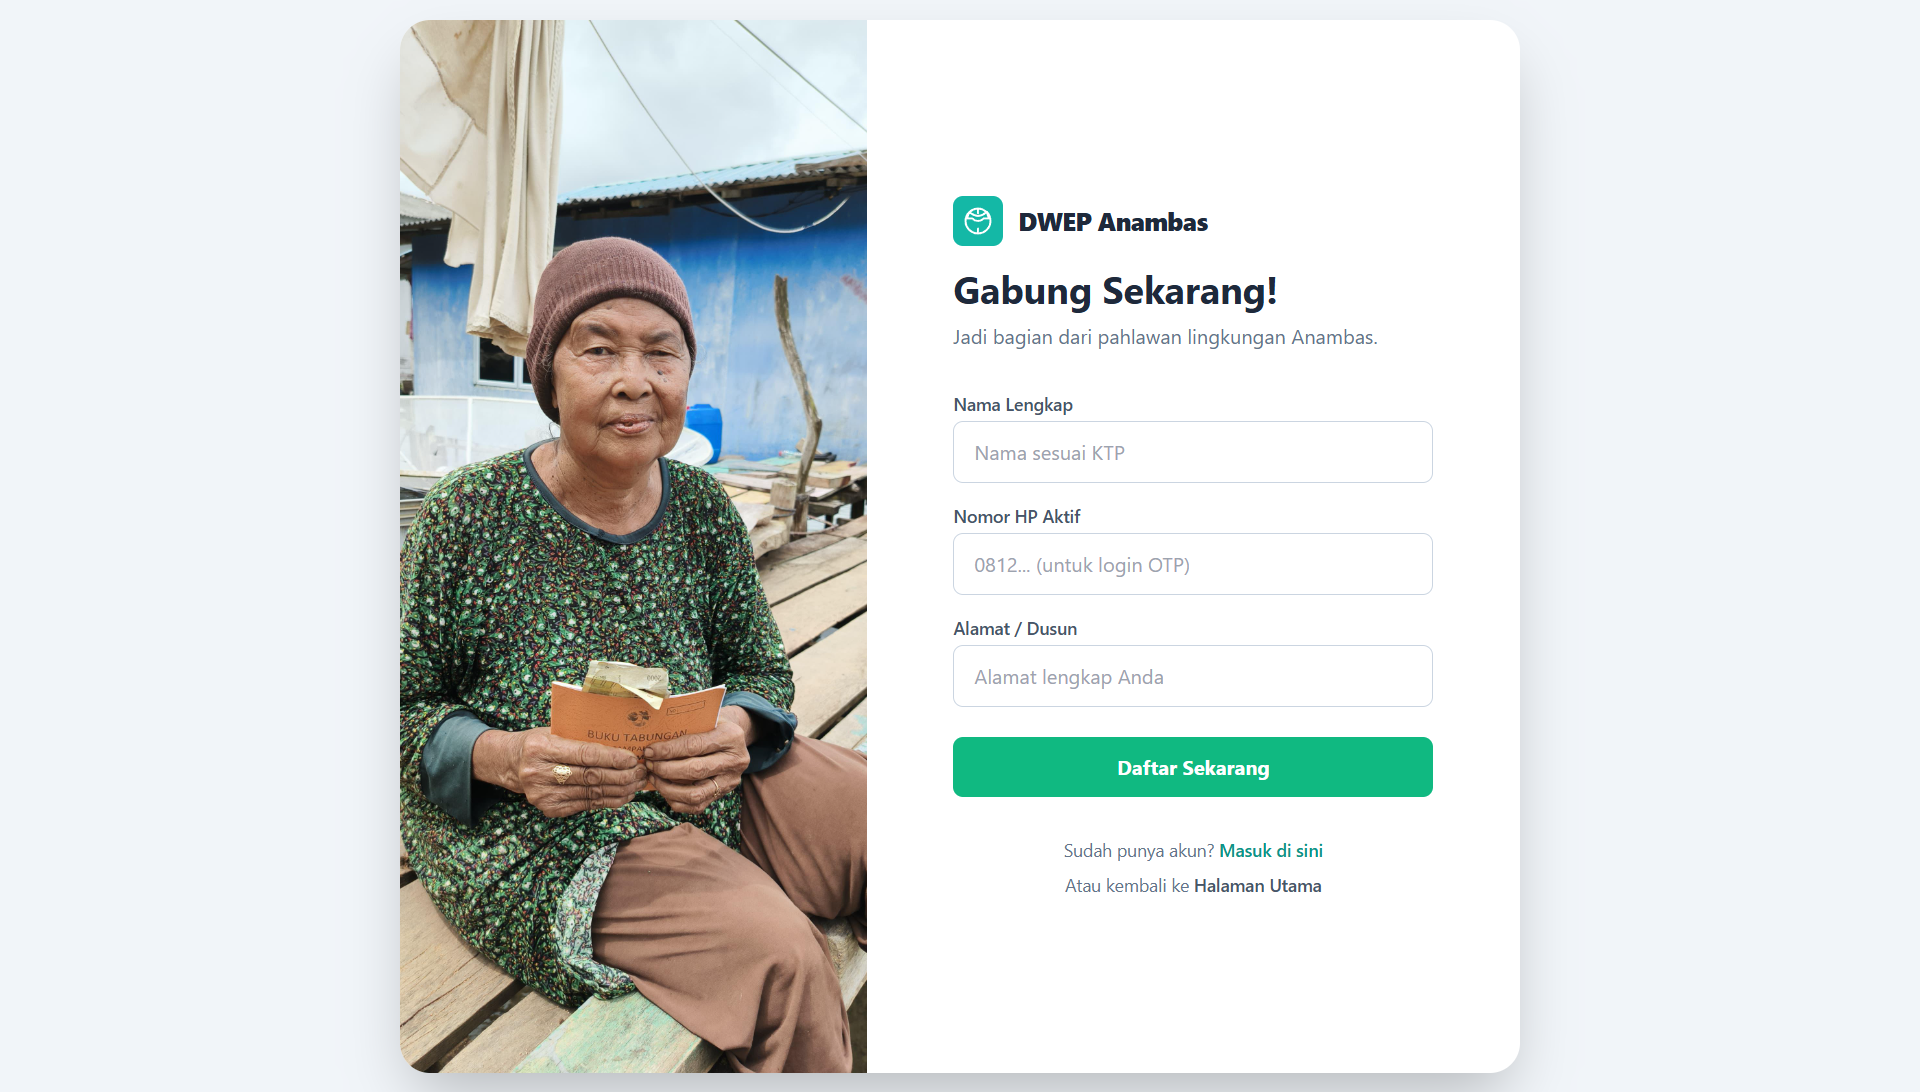 DWEP Anambas
Gabung Sekarang!
Jadi bagian dari pahlawan lingkungan Anambas.
Nama Lengkap
Nama sesuai KTP
Nomor HP Aktif
0812... (untuk login OTP)
Alamat / Dusun
Alamat lengkap Anda
Daftar Sekarang
Sudah punya akun? Masuk di sini
Atau kembali ke Halaman Utama
BUKU TABUNGAN